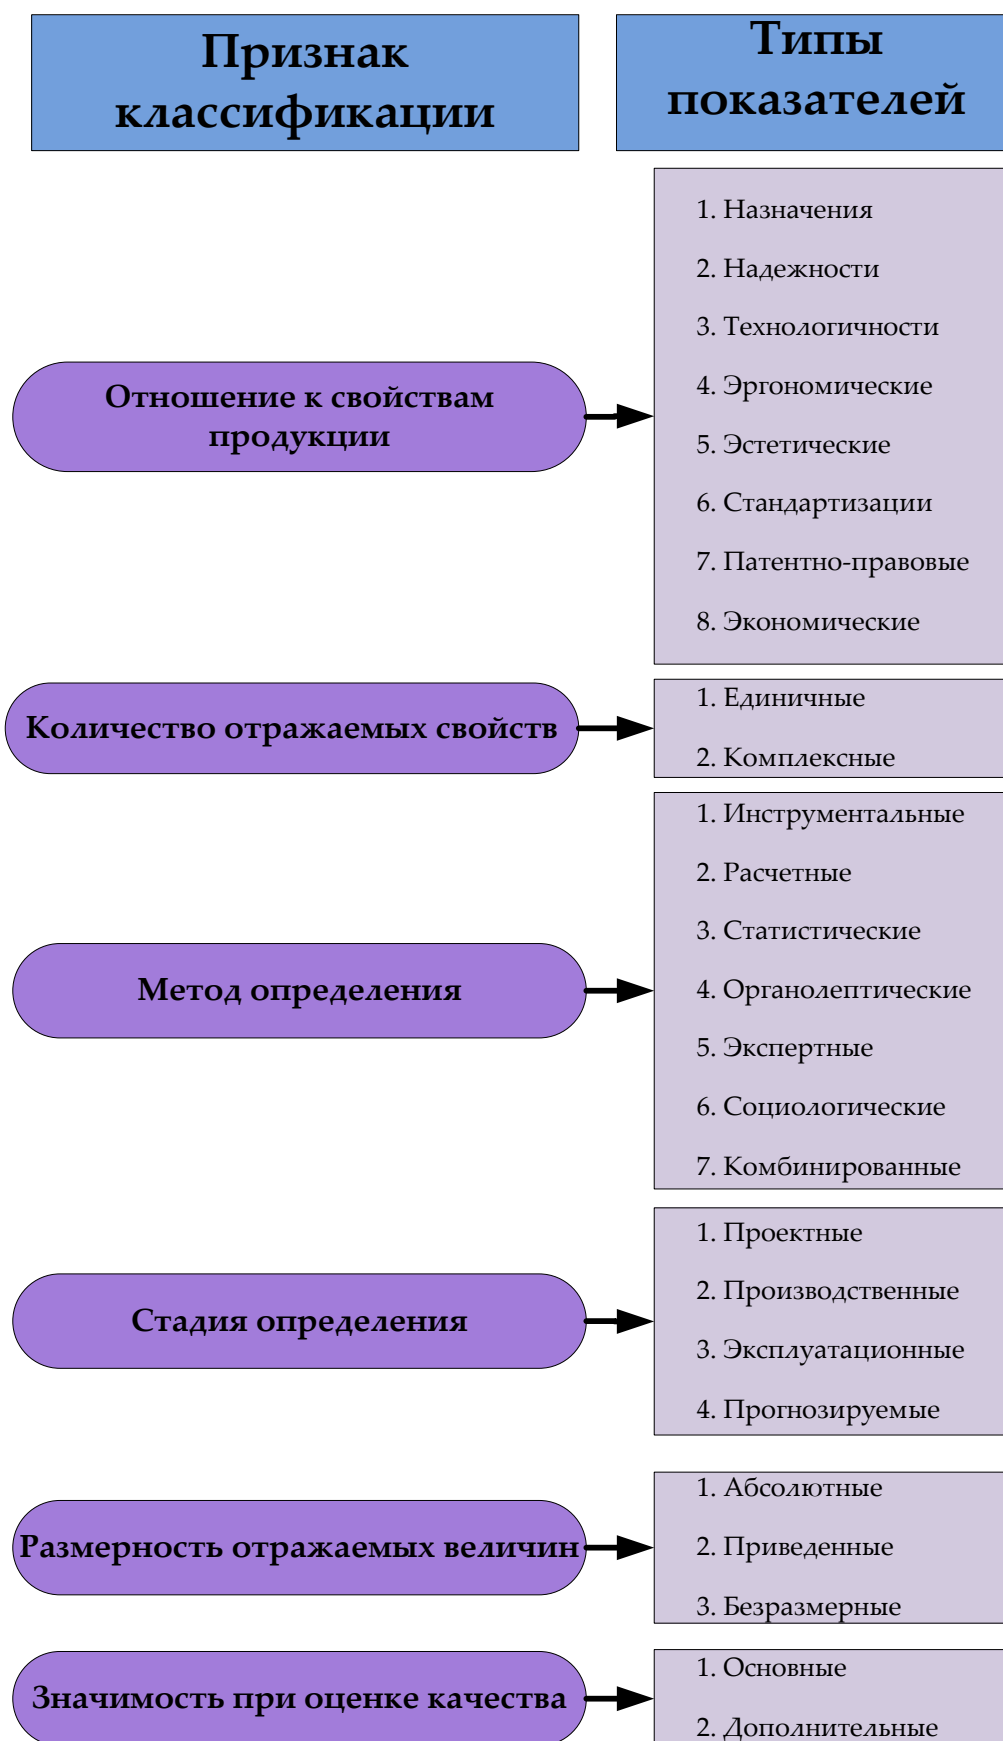 Признак
классификации
Типы
показателей
Отношение к свойствам
продукции
1. Назначения
2. Надежности
3. Технологичности
4. Эргономические
5. Эстетические
6. Стандартизации
7. Патентно-правовые
8. Экономические
Количество отражаемых свойств
1. Единичные
2. Комплексные
Метод определения
1. Инструментальные
2. Расчетные
3. Статистические
4. Органолептические
5. Экспертные
6. Социологические
7. Комбинированные
Стадия определения
1. Проектные
2. Производственные
3. Эксплуатационные
4. Прогнозируемые
Размерность отражаемых величин
1. Абсолютные
2. Приведенные
3. Безразмерные
Значимость при оценке качества
1. Основные
2. Дополнительные